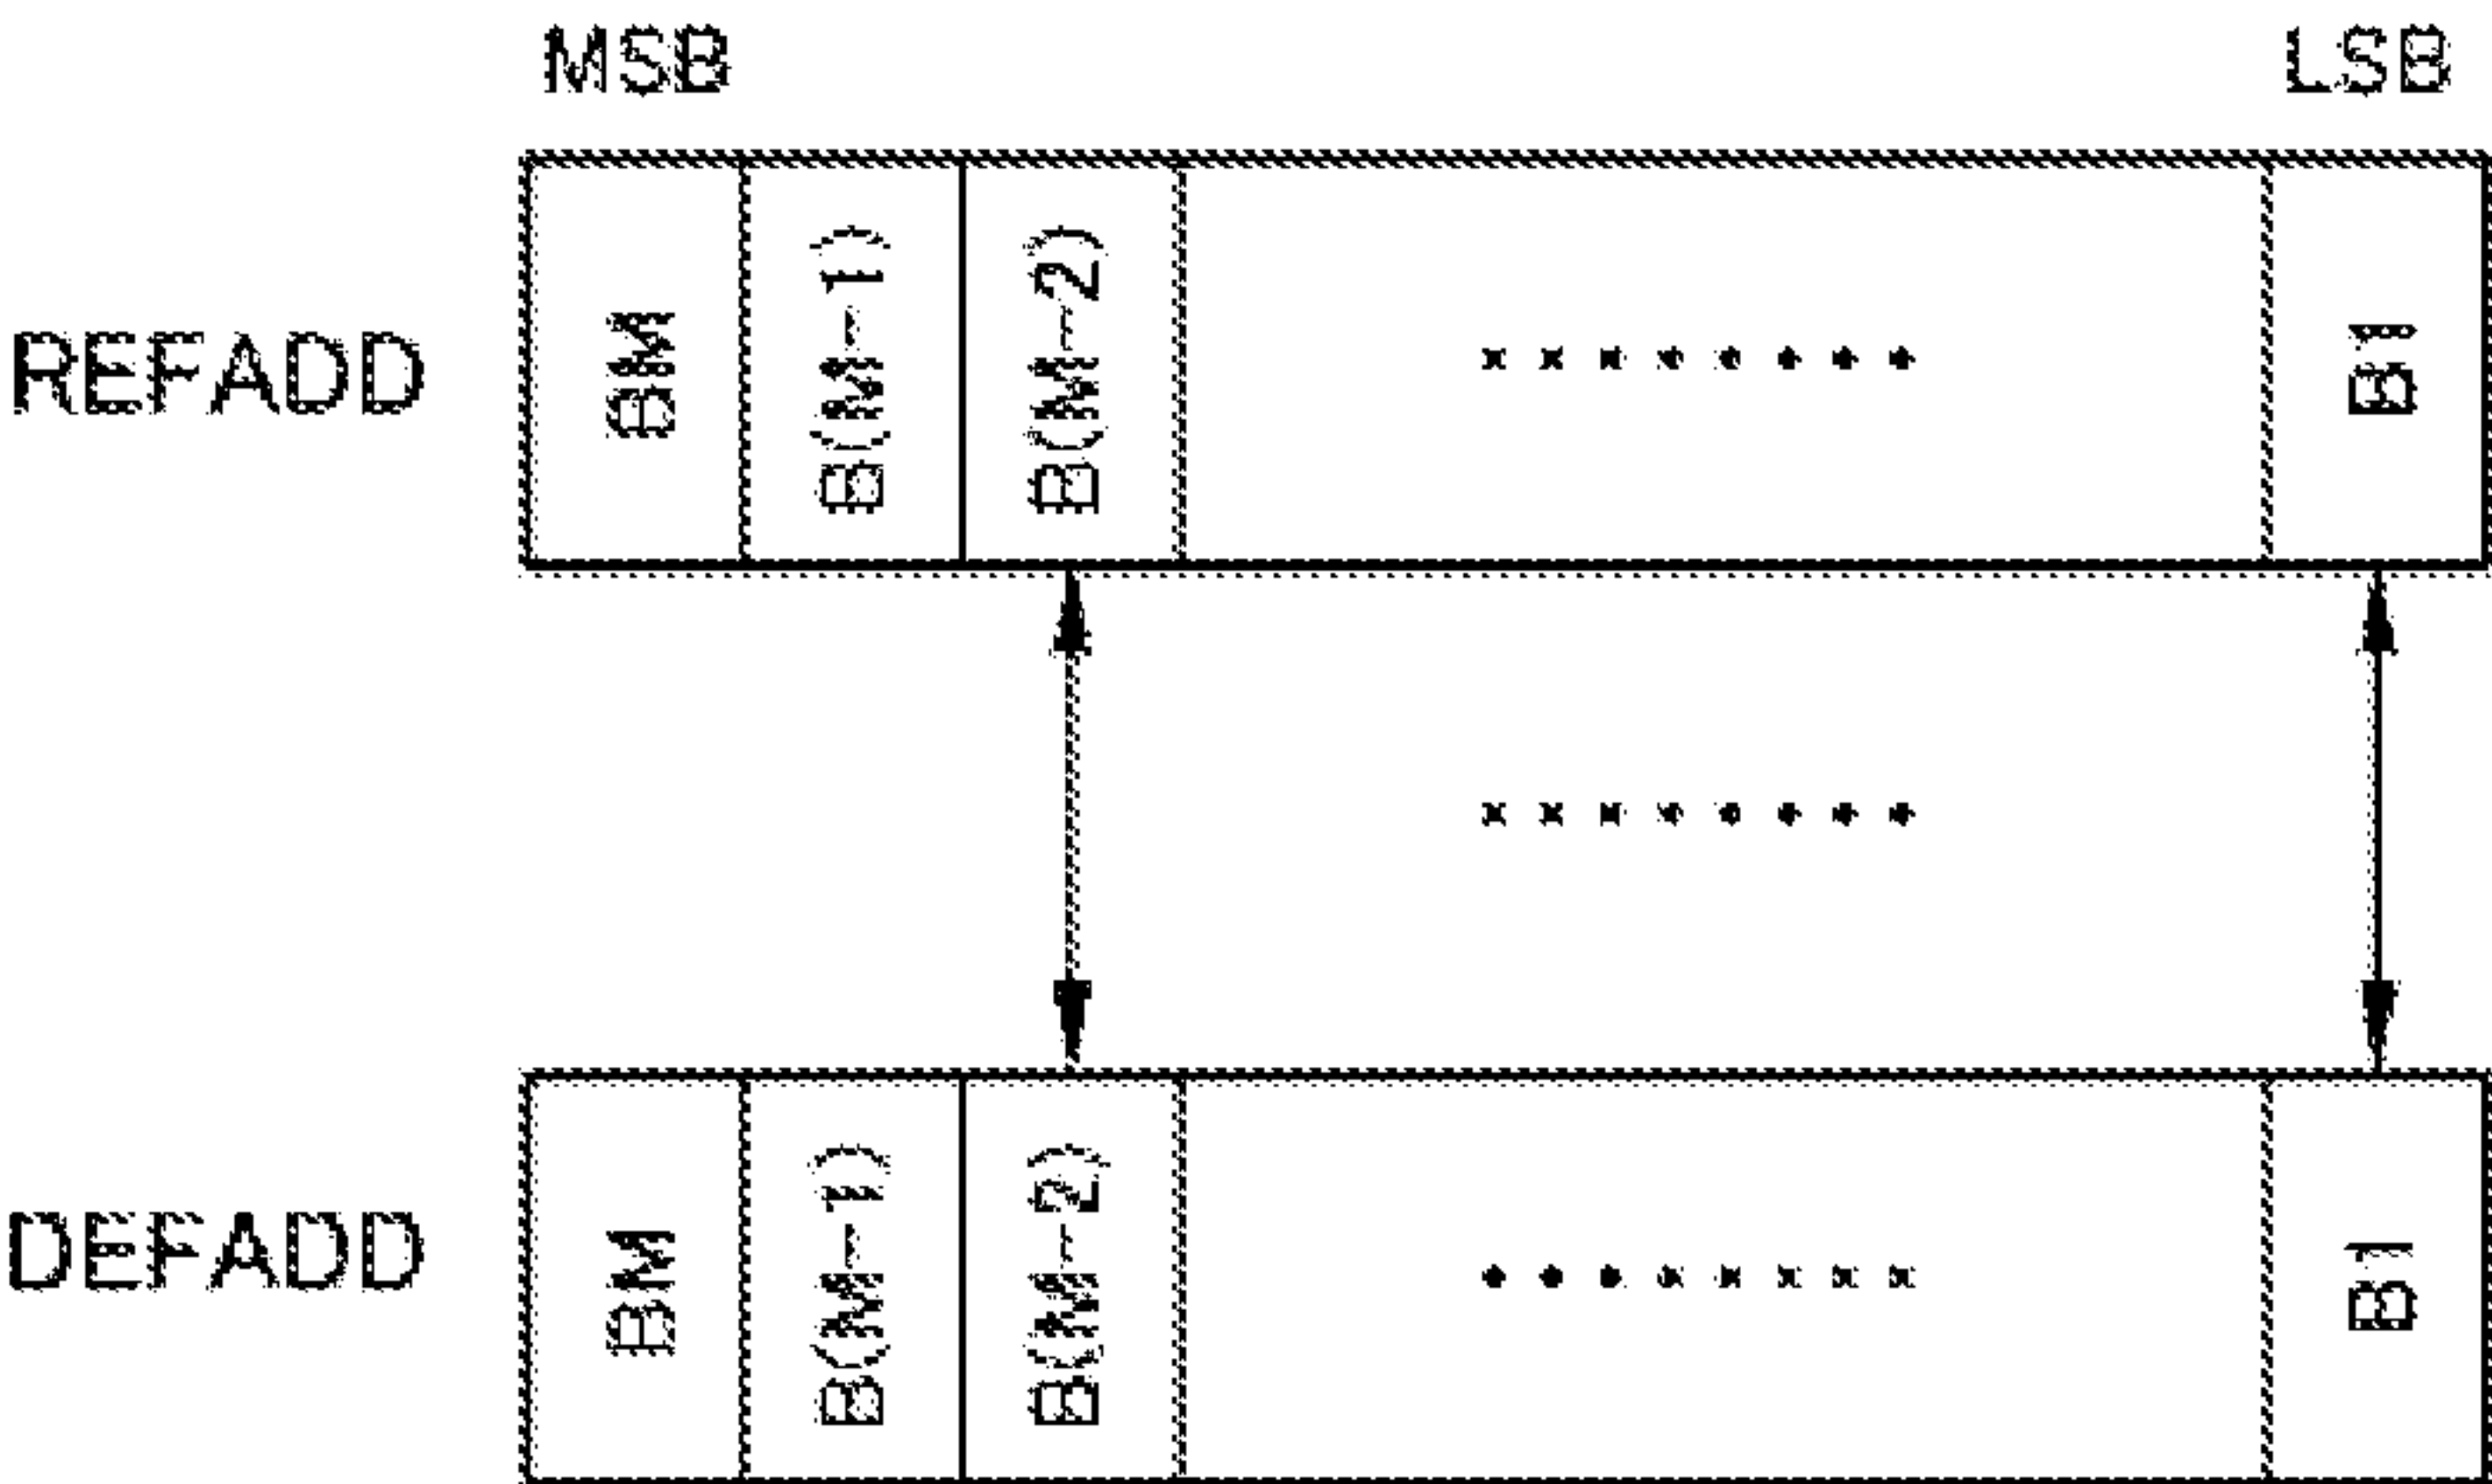 MSB LSB
REFADD BM B(M-1) B(M-2) ........ B1
........
DEFADD BM B(M-1) B(M-2) ........ B1